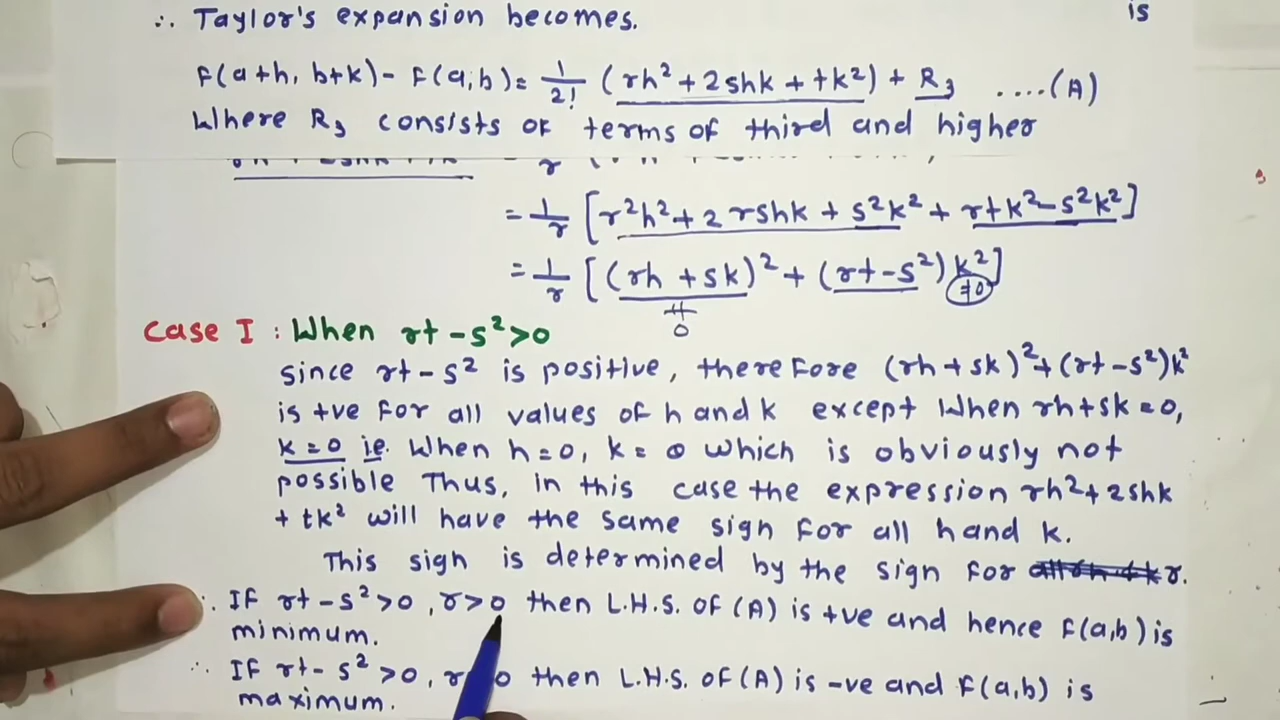 ∴ Taylor's expansion becomes.
is
F(a+h, b+k) - F(a,b) = 1/2! (rh² + 2shk + tk²) + R₃ ....(A)
Where R₃ consists of terms of third and higher
= 1/r [r²h² + 2rshk + s²k² + rtk² - s²k²]
= 1/r [(rh + sk)² + (rt - s²) k²]
≠0
≠
0
Case I : When rt - s² > 0
Since rt - s² is positive, therefore (rh + sk)² + (rt - s²)k²
is +ve for all values of h and k except When rh + sk = 0,
k = 0 ie. When h = 0, k = 0 which is obviously not
possible Thus, in this case the expression rh² + 2shk
+ tk² will have the same sign for all h and k.
This sign is determined by the sign for r.
∴ If rt - s² > 0, r > 0 then L.H.S. OF (A) is +ve and hence F(a,b) is
minimum.
∴ If rt - s² > 0, r 0 then L.H.S. OF (A) is -ve and F(a,b) is
maximum.